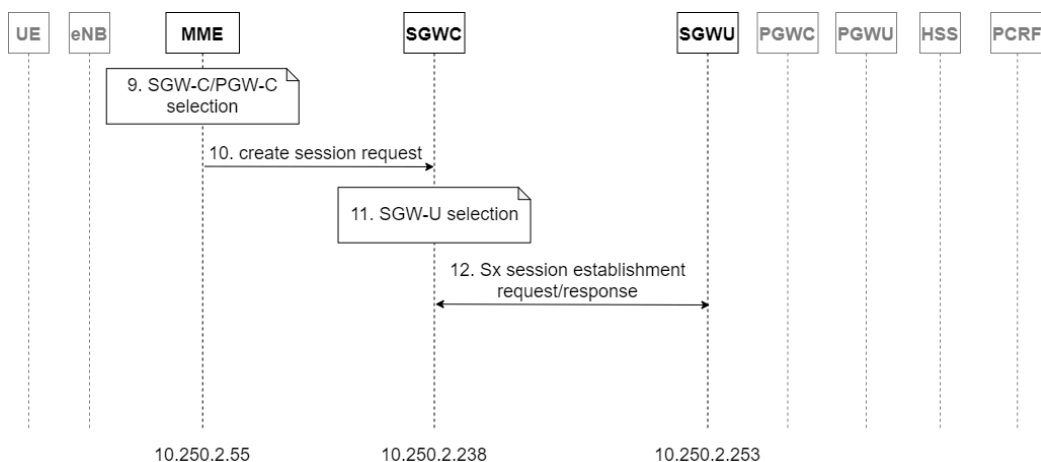 UE eNB MME SGWC SGWU PGWC PGWU HSS PCRF
9. SGW-C/PGW-C
selection
10. create session request
11. SGW-U selection
12. Sx session establishment
request/response
10.250.2.55 10.250.2.238 10.250.2.253